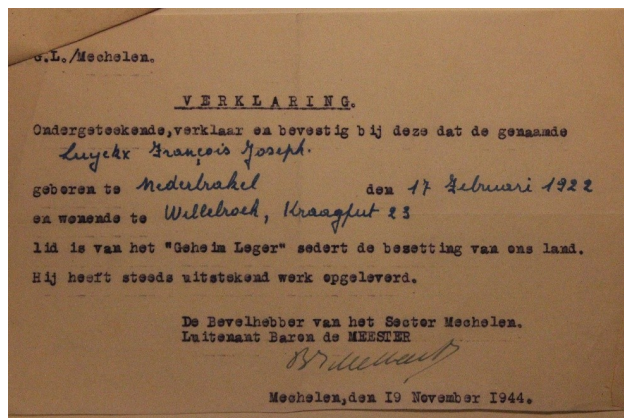 G.L./Mechelen.
VERKLARING.
Ondergeteekende,verklaar en bevestig bij deze dat de genaamde
Luyckx François Joseph.
geboren te Nederbrakel den 17 Februari 1922
en wonende te Willebroek, Kraagput 23
lid is van het "Geheim Leger" sedert de bezetting van ons land.
Hij heeft steeds uitstekend werk opgeleverd.
De Bevelhebber van het Sector Mechelen.
Luitenant Baron de MEESTER
Mechelen,den I9 November I944.